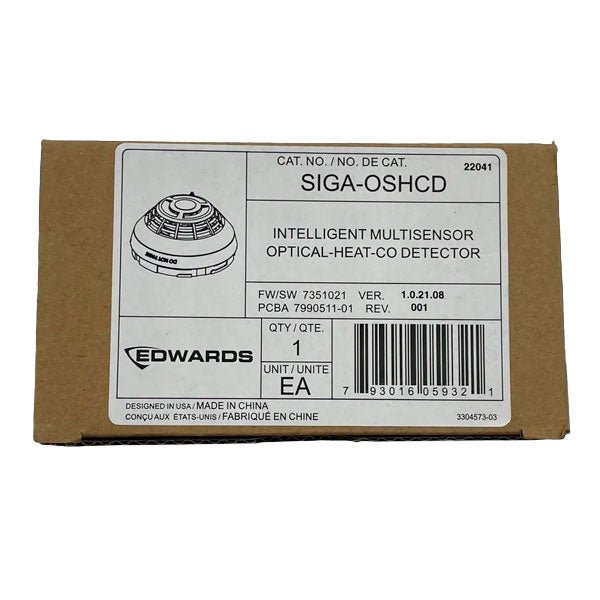 CAT. NO. / NO. DE CAT.
22041
SIGA-OSHCD
INTELLIGENT MULTISENSOR
OPTICAL-HEAT-CO DETECTOR
DO NOT PAINT
FW/SW 7351021 VER. 1.0.21.08
PCBA 7990511-01 REV. 001
EDWARDS
QTY / QTE.
1
UNIT / UNITE
EA
7 93016 05932 1
DESIGNED IN USA / MADE IN CHINA
CONÇU AUX ÉTATS-UNIS / FABRIQUÉ EN CHINE
3304573-03